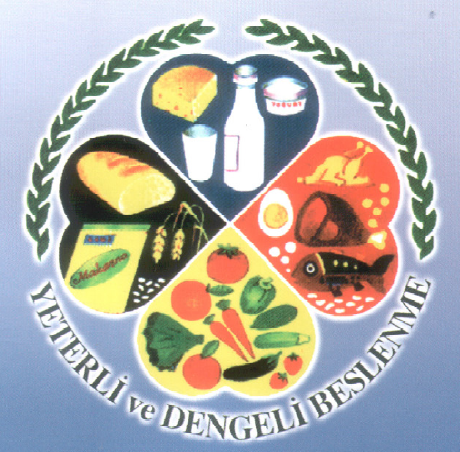 YOĞURT
Makarna
YETERLİ ve DENGELİ BESLENME